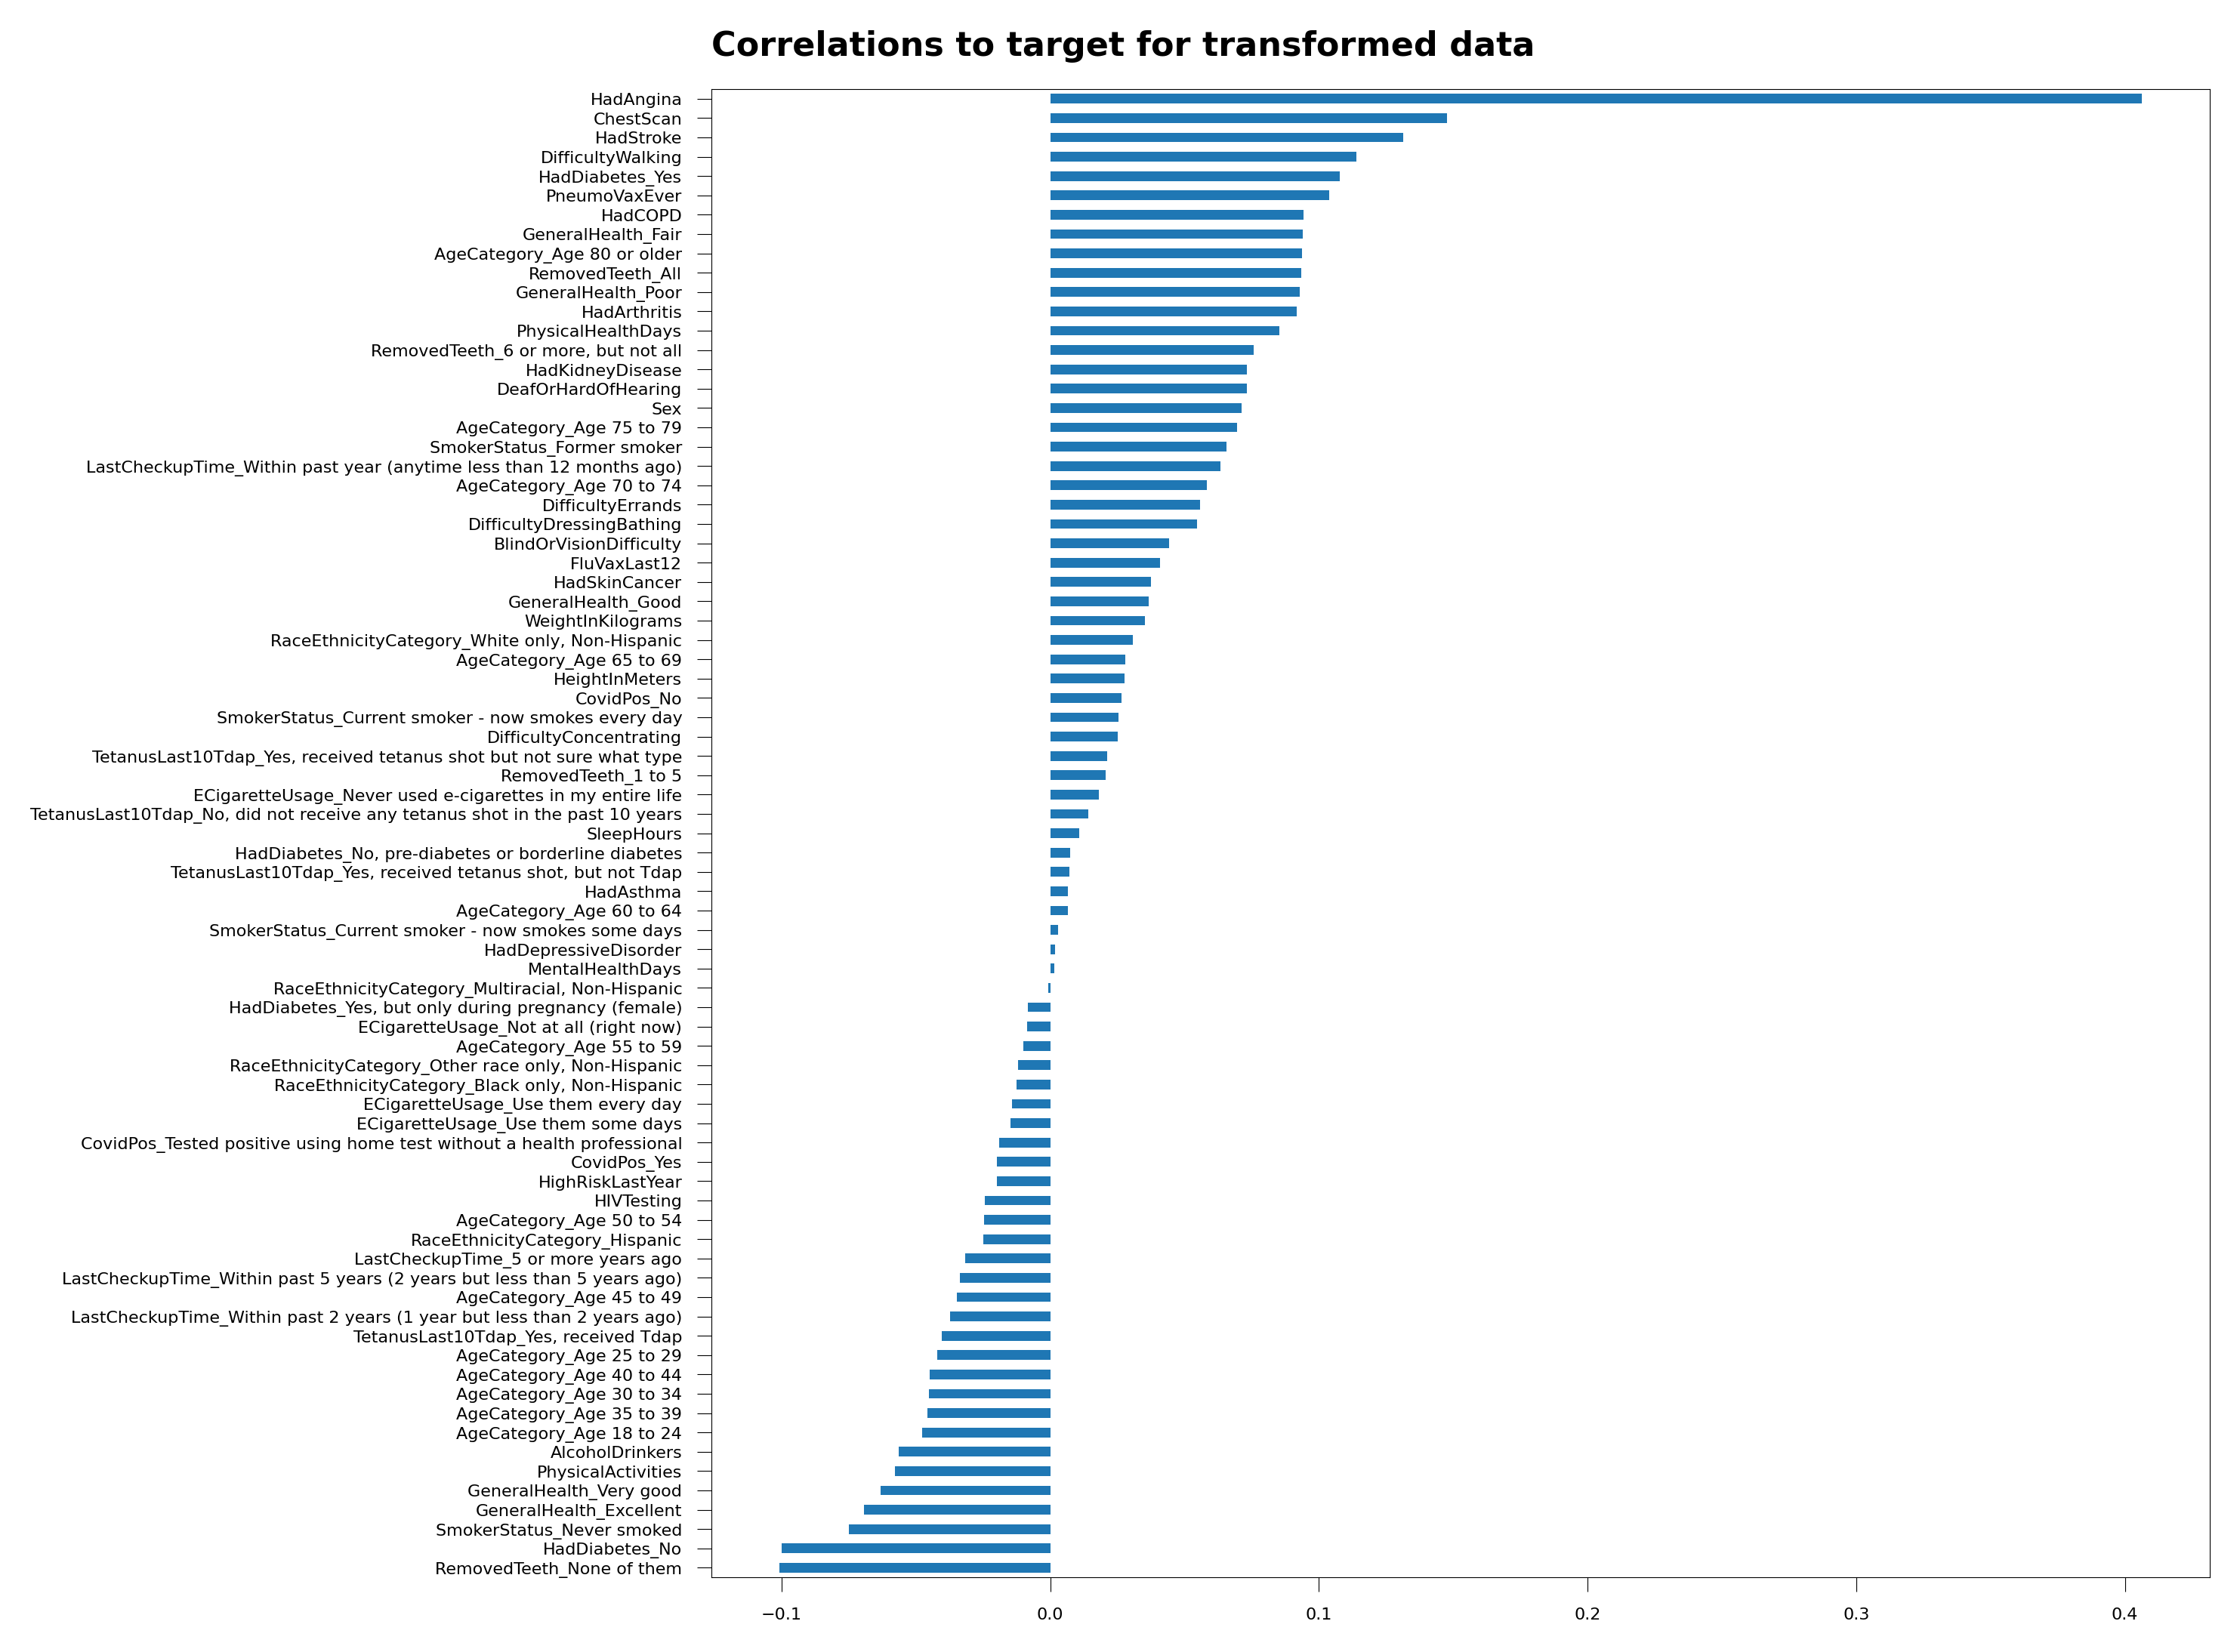 Correlations to target for transformed data
HadAngina
ChestScan
HadStroke
DifficultyWalking
HadDiabetes_Yes
PneumoVaxEver
HadCOPD
GeneralHealth_Fair
AgeCategory_Age 80 or older
RemovedTeeth_All
GeneralHealth_Poor
HadArthritis
PhysicalHealthDays
RemovedTeeth_6 or more, but not all
HadKidneyDisease
DeafOrHardOfHearing
Sex
AgeCategory_Age 75 to 79
SmokerStatus_Former smoker
LastCheckupTime_Within past year (anytime less than 12 months ago)
AgeCategory_Age 70 to 74
DifficultyErrands
DifficultyDressingBathing
BlindOrVisionDifficulty
FluVaxLast12
HadSkinCancer
GeneralHealth_Good
WeightInKilograms
RaceEthnicityCategory_White only, Non-Hispanic
AgeCategory_Age 65 to 69
HeightInMeters
CovidPos_No
SmokerStatus_Current smoker - now smokes every day
DifficultyConcentrating
TetanusLast10Tdap_Yes, received tetanus shot but not sure what type
RemovedTeeth_1 to 5
ECigaretteUsage_Never used e-cigarettes in my entire life
TetanusLast10Tdap_No, did not receive any tetanus shot in the past 10 years
SleepHours
HadDiabetes_No, pre-diabetes or borderline diabetes
TetanusLast10Tdap_Yes, received tetanus shot, but not Tdap
HadAsthma
AgeCategory_Age 60 to 64
SmokerStatus_Current smoker - now smokes some days
HadDepressiveDisorder
MentalHealthDays
RaceEthnicityCategory_Multiracial, Non-Hispanic
HadDiabetes_Yes, but only during pregnancy (female)
ECigaretteUsage_Not at all (right now)
AgeCategory_Age 55 to 59
RaceEthnicityCategory_Other race only, Non-Hispanic
RaceEthnicityCategory_Black only, Non-Hispanic
ECigaretteUsage_Use them every day
ECigaretteUsage_Use them some days
CovidPos_Tested positive using home test without a health professional
CovidPos_Yes
HighRiskLastYear
HIVTesting
AgeCategory_Age 50 to 54
RaceEthnicityCategory_Hispanic
LastCheckupTime_5 or more years ago
LastCheckupTime_Within past 5 years (2 years but less than 5 years ago)
AgeCategory_Age 45 to 49
LastCheckupTime_Within past 2 years (1 year but less than 2 years ago)
TetanusLast10Tdap_Yes, received Tdap
AgeCategory_Age 25 to 29
AgeCategory_Age 40 to 44
AgeCategory_Age 30 to 34
AgeCategory_Age 35 to 39
AgeCategory_Age 18 to 24
AlcoholDrinkers
PhysicalActivities
GeneralHealth_Very good
GeneralHealth_Excellent
SmokerStatus_Never smoked
HadDiabetes_No
RemovedTeeth_None of them
−0.1 0.0 0.1 0.2 0.3 0.4